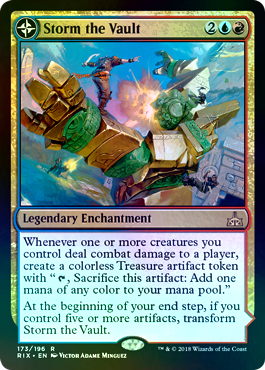 Storm the Vault 2
Legendary Enchantment
Whenever one or more creatures you
control deal combat damage to a player,
create a colorless Treasure artifact token
with “, Sacrifice this artifact: Add one
mana of any color to your mana pool.”
At the beginning of your end step, if you
control five or more artifacts, transform
Storm the Vault.
173/196 R
RIX • EN Victor Adame Minguez
™ & © 2018 Wizards of the Coast